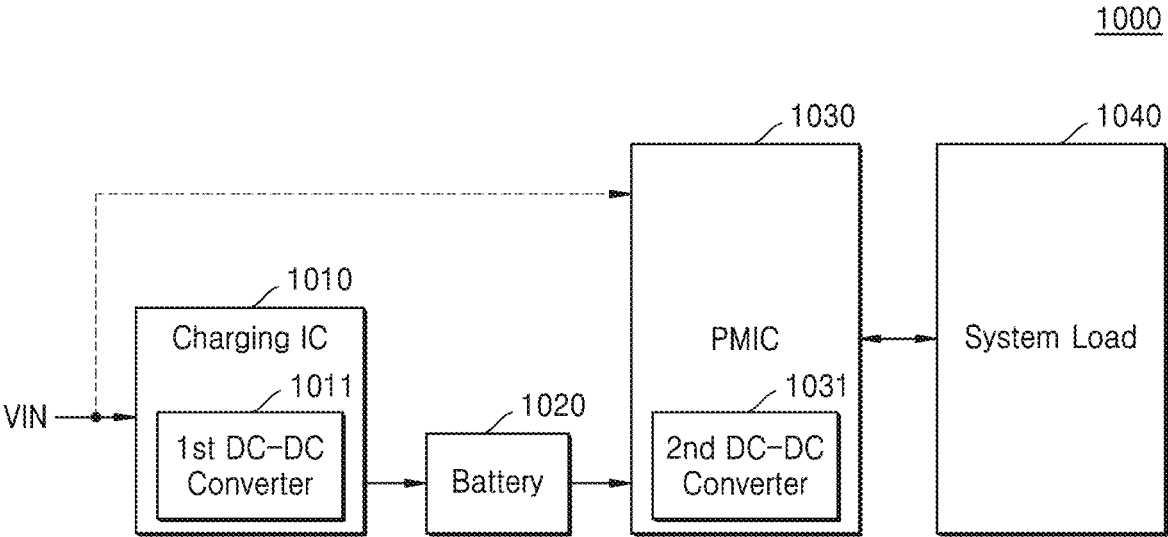 1000
1030
1040
1010
Charging IC
PMIC
System Load
VIN
1011
1st DC-DC
Converter
1020
Battery
1031
2nd DC-DC
Converter